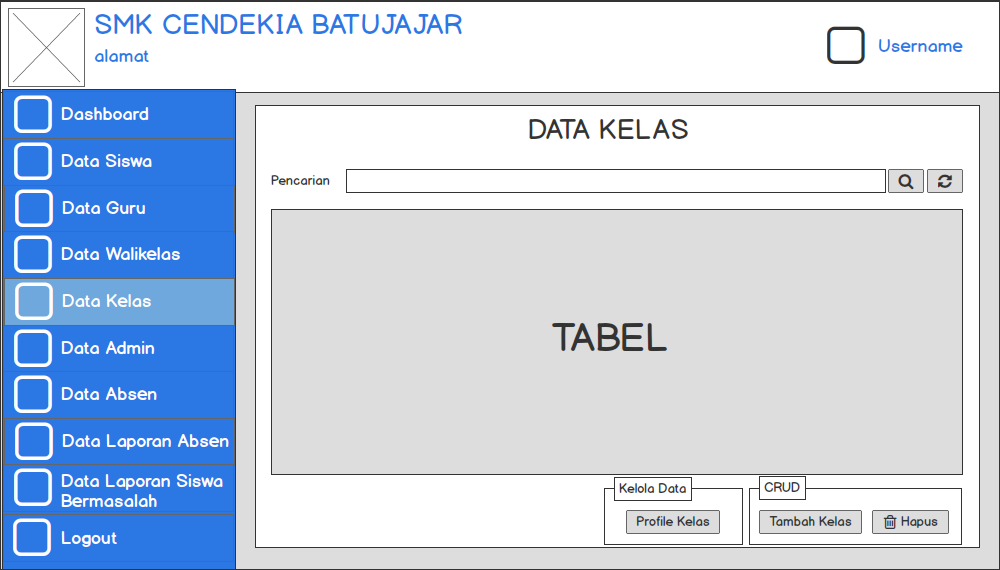 SMK CENDEKIA BATUJAJAR
alamat
Username
Dashboard
Data Siswa
Data Guru
Data Walikelas
Data Kelas
Data Admin
Data Absen
Data Laporan Absen
Data Laporan Siswa
Bermasalah
Logout
DATA KELAS
Pencarian
TABEL
Kelola Data
Profile Kelas
CRUD
Tambah Kelas
Hapus